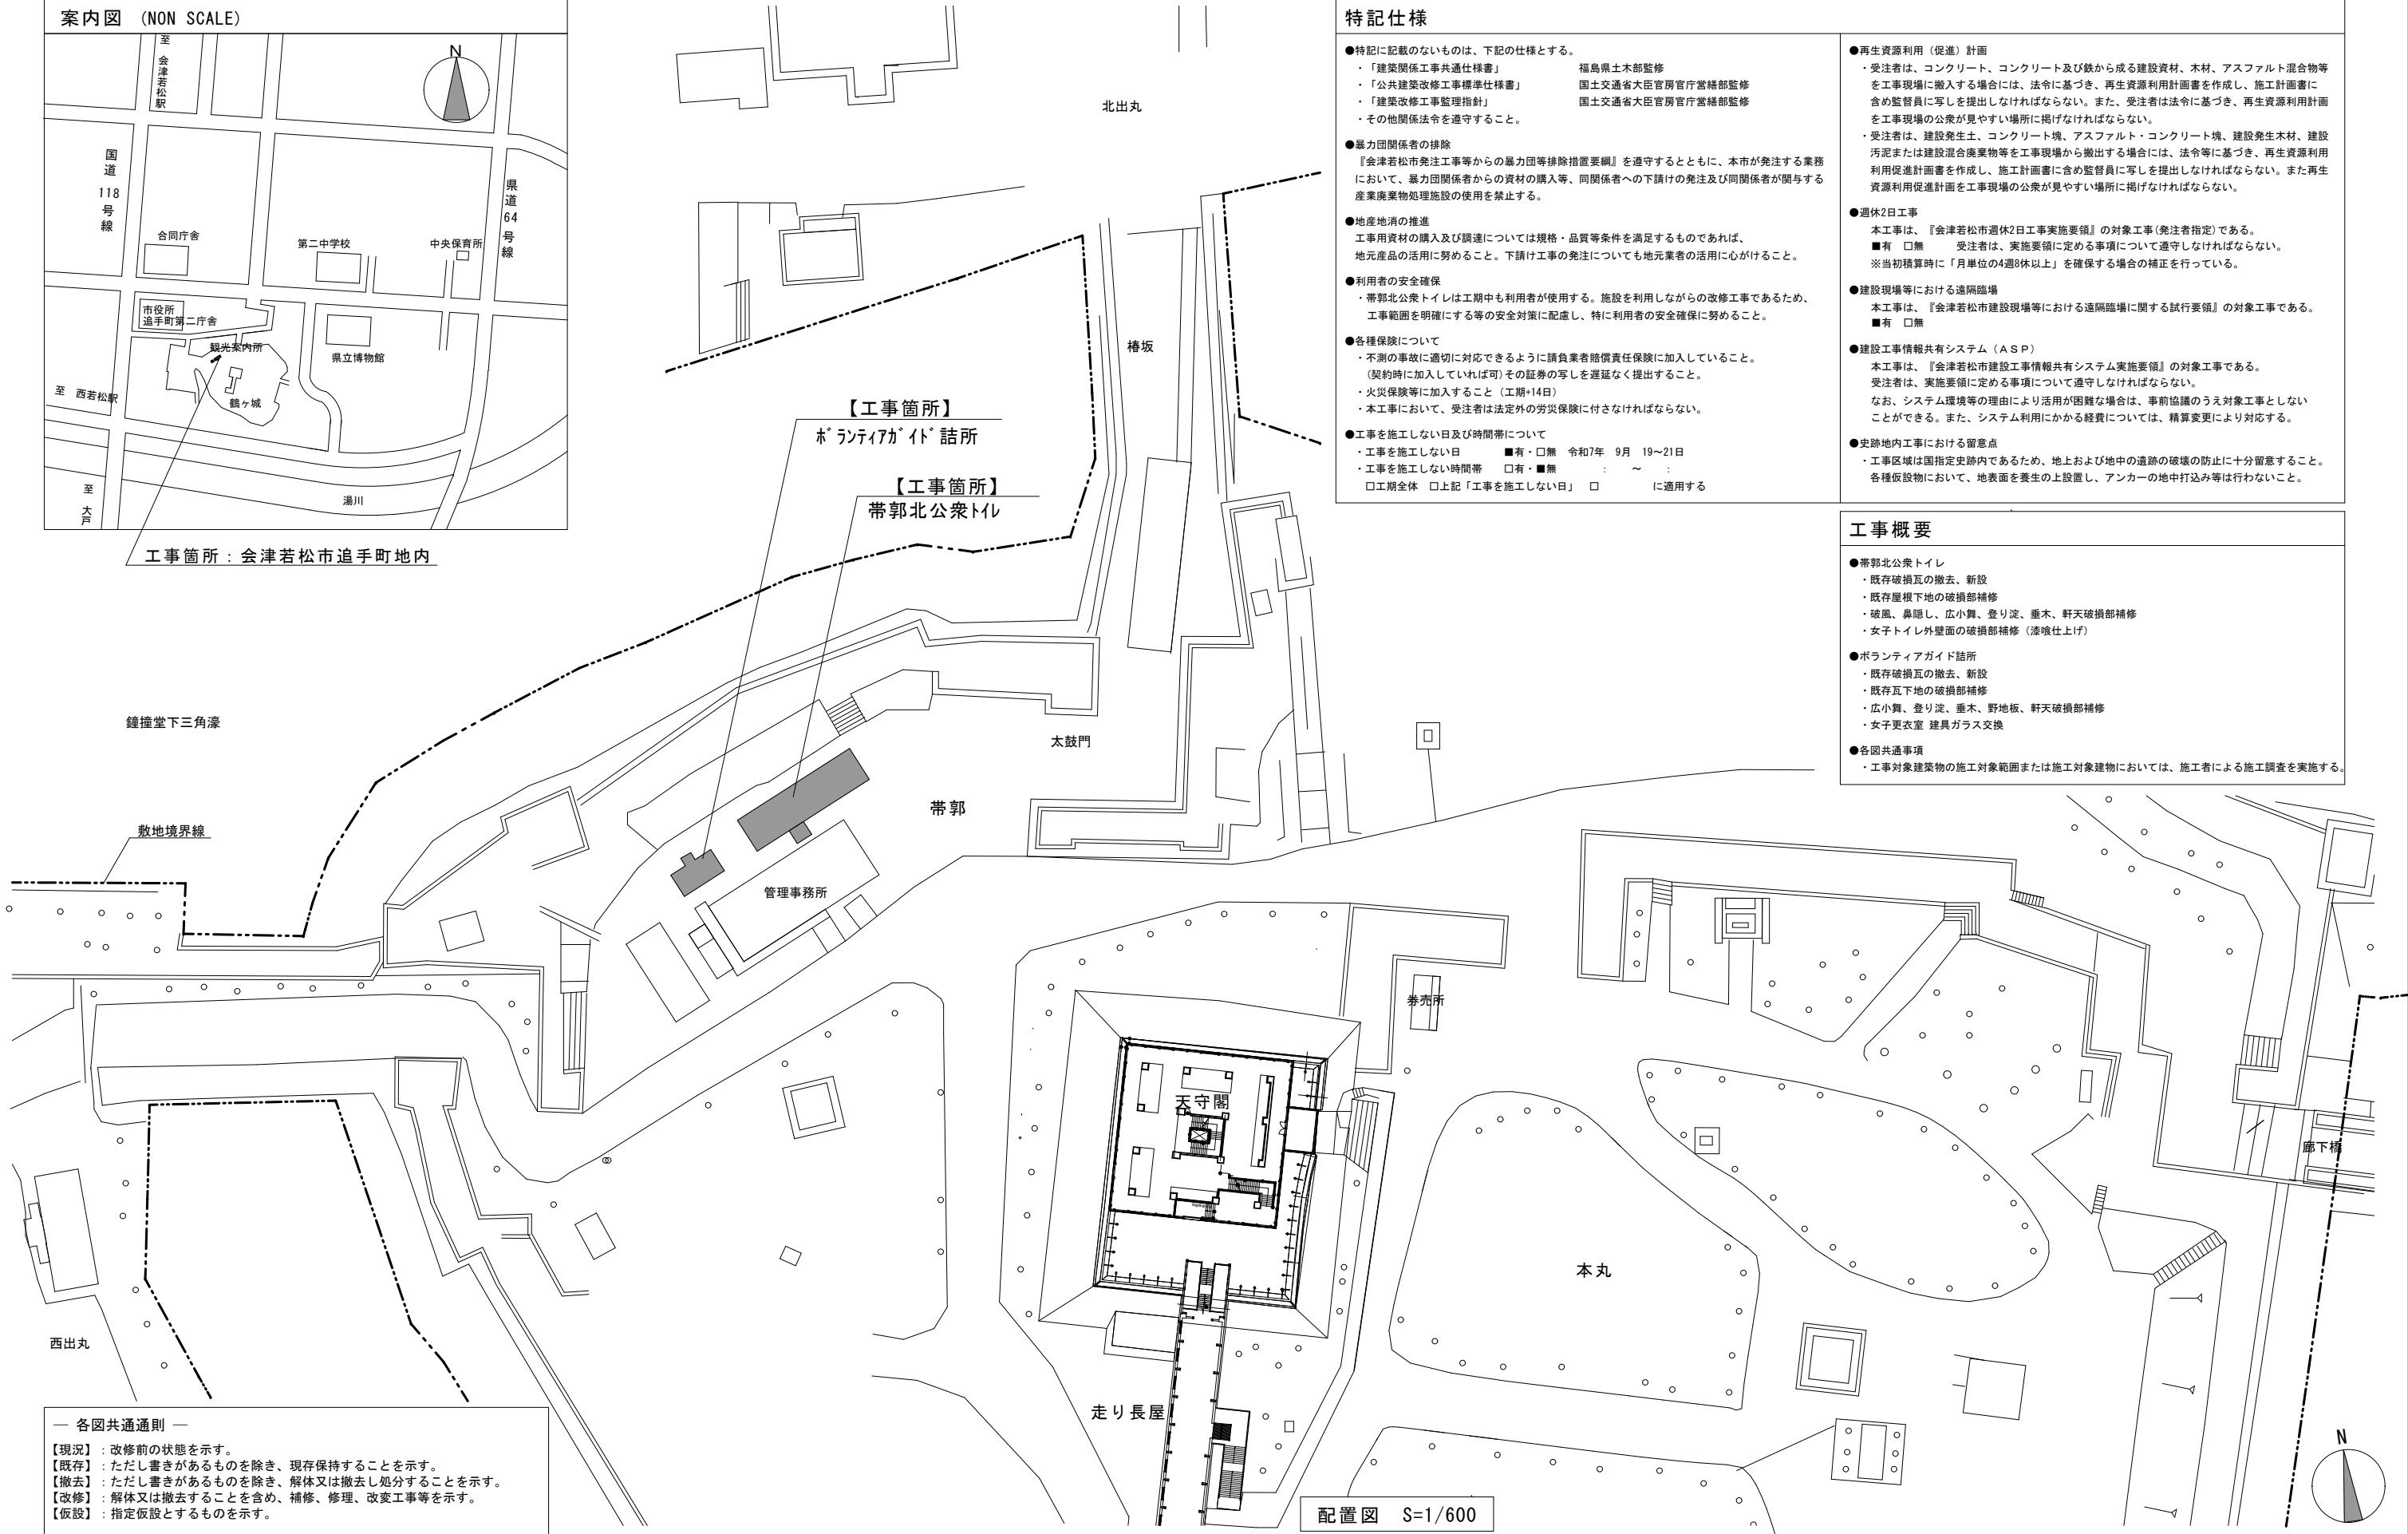 案内図 (NON SCALE)
至 会津若松駅
N
国道118号線
県道64号線
合同庁舎
第二中学校
中央保育所
市役所
追手町第二庁舎
観光案内所
県立博物館
鶴ヶ城
至 西若松駅
湯川
至 大戸
工事箇所：会津若松市追手町地内
北出丸
椿坂
【工事箇所】
ﾎﾞﾗﾝﾃｨｱｶﾞｲﾄﾞ詰所
【工事箇所】
帯郭北公衆ﾄｲﾚ
鐘撞堂下三角濠
敷地境界線
太鼓門
帯郭
管理事務所
券売所
天守閣
本丸
廊下橋
西出丸
走り長屋
特記仕様
●特記に記載のないものは、下記の仕様とする。
・「建築関係工事共通仕様書」 福島県土木部監修
・「公共建築改修工事標準仕様書」 国土交通省大臣官房官庁営繕部監修
・「建築改修工事監理指針」 国土交通省大臣官房官庁営繕部監修
・その他関係法令を遵守すること。
●暴力団関係者の排除
『会津若松市発注工事等からの暴力団等排除措置要綱』を遵守するとともに、本市が発注する業務
において、暴力団関係者からの資材の購入等、同関係者への下請けの発注及び同関係者が関与する
産業廃棄物処理施設の使用を禁止する。
●地産地消の推進
工事用資材の購入及び調達については規格・品質等条件を満足するものであれば、
地元産品の活用に努めること。下請け工事の発注についても地元業者の活用に心がけること。
●利用者の安全確保
・帯郭北公衆トイレは工期中も利用者が使用する。施設を利用しながらの改修工事であるため、
工事範囲を明確にする等の安全対策に配慮し、特に利用者の安全確保に努めること。
●各種保険について
・不測の事故に適切に対応できるように請負業者賠償責任保険に加入していること。
(契約時に加入していれば可)その証券の写しを遅延なく提出すること。
・火災保険等に加入すること（工期+14日）
・本工事において、受注者は法定外の労災保険に付さなければならない。
●工事を施工しない日及び時間帯について
・工事を施工しない日 ■有・□無 令和7年 9月 19～21日
・工事を施工しない時間帯 □有・■無 ： ～ ：
□工期全体 □上記「工事を施工しない日」 □ に適用する
●再生資源利用（促進）計画
・受注者は、コンクリート、コンクリート及び鉄から成る建設資材、木材、アスファルト混合物等
を工事現場に搬入する場合には、法令に基づき、再生資源利用計画書を作成し、施工計画書に
含め監督員に写しを提出しなければならない。また、受注者は法令に基づき、再生資源利用計画
を工事現場の公衆が見やすい場所に掲げなければならない。
・受注者は、建設発生土、コンクリート塊、アスファルト・コンクリート塊、建設発生木材、建設
汚泥または建設混合廃棄物等を工事現場から搬出する場合には、法令等に基づき、再生資源利用
利用促進計画書を作成し、施工計画書に含め監督員に写しを提出しなければならない。また再生
資源利用促進計画を工事現場の公衆が見やすい場所に掲げなければならない。
●週休2日工事
本工事は、『会津若松市週休2日工事実施要領』の対象工事(発注者指定)である。
■有 □無 受注者は、実施要領に定める事項について遵守しなければならない。
※当初積算時に「月単位の4週8休以上」を確保する場合の補正を行っている。
●建設現場等における遠隔臨場
本工事は、『会津若松市建設現場等における遠隔臨場に関する試行要領』の対象工事である。
■有 □無
●建設工事情報共有システム（ＡＳＰ）
本工事は、『会津若松市建設工事情報共有システム実施要領』の対象工事である。
受注者は、実施要領に定める事項について遵守しなければならない。
なお、システム環境等の理由により活用が困難な場合は、事前協議のうえ対象工事としない
ことができる。また、システム利用にかかる経費については、精算変更により対応する。
●史跡地内工事における留意点
・工事区域は国指定史跡内であるため、地上および地中の遺跡の破壊の防止に十分留意すること。
各種仮設物において、地表面を養生の上設置し、アンカーの地中打込み等は行わないこと。
工事概要
●帯郭北公衆トイレ
・既存破損瓦の撤去、新設
・既存屋根下地の破損部補修
・破風、鼻隠し、広小舞、登り淀、垂木、軒天破損部補修
・女子トイレ外壁面の破損部補修（漆喰仕上げ）
●ボランティアガイド詰所
・既存破損瓦の撤去、新設
・既存瓦下地の破損部補修
・広小舞、登り淀、垂木、野地板、軒天破損部補修
・女子更衣室 建具ガラス交換
●各図共通事項
・工事対象建築物の施工対象範囲または施工対象建物においては、施工者による施工調査を実施する。
― 各図共通通則 ―
【現況】：改修前の状態を示す。
【既存】：ただし書きがあるものを除き、現存保持することを示す。
【撤去】：ただし書きがあるものを除き、解体又は撤去し処分することを示す。
【改修】：解体又は撤去することを含め、補修、修理、改変工事等を示す。
【仮設】：指定仮設とするものを示す。
配置図 S=1/600
N